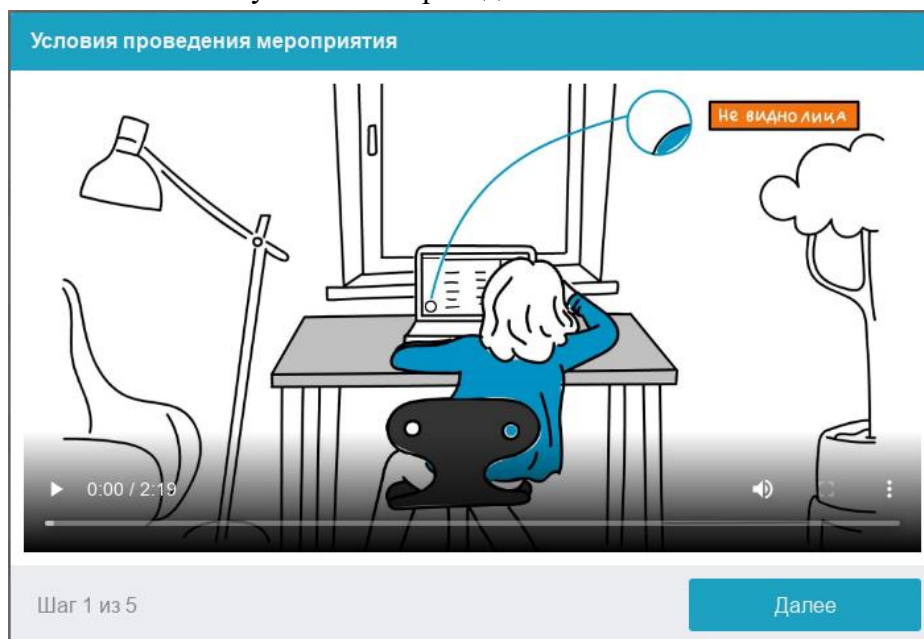 Условия проведения мероприятия
Не видно лица
0:00 / 2:19
Шаг 1 из 5
Далее